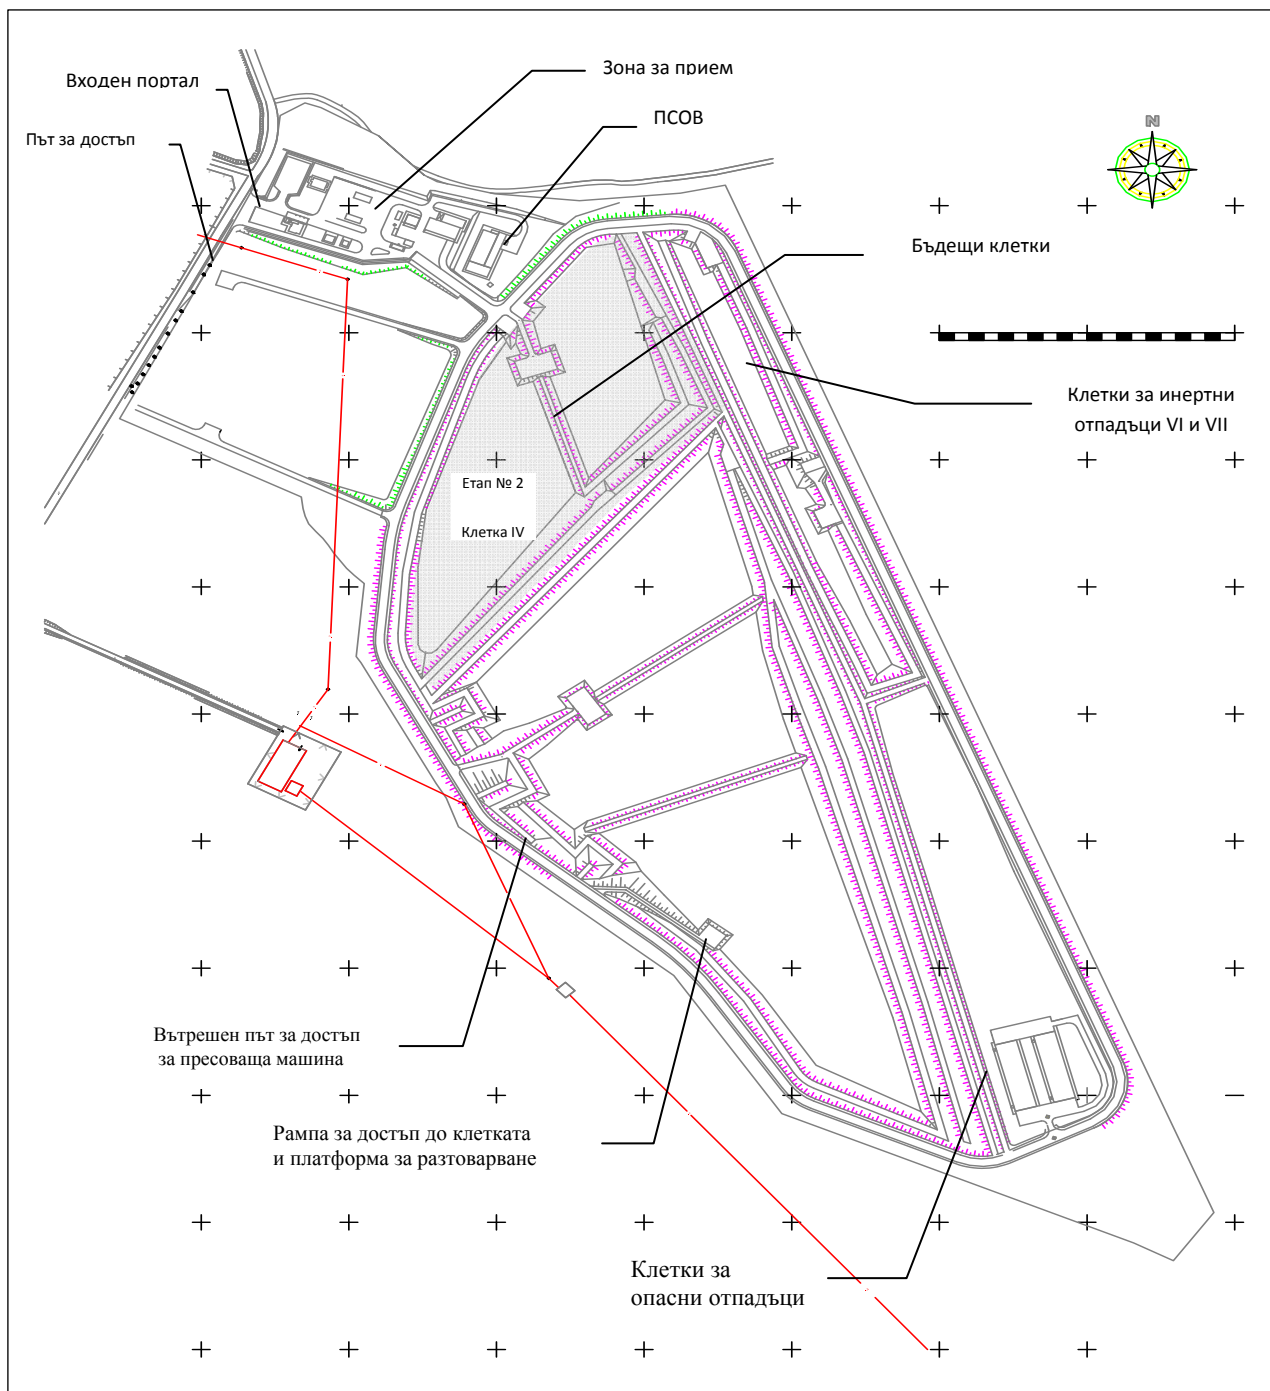 Зона за прием
Входен портал
ПСОВ
Път за достъп
N
Бъдещи клетки
Клетки за инертни
отпадъци VI и VII
Етап № 2
Клетка IV
Вътрешен път за достъп
за пресоваща машина
Рампа за достъп до клетката
и платформа за разтоварване
Клетки за
опасни отпадъци